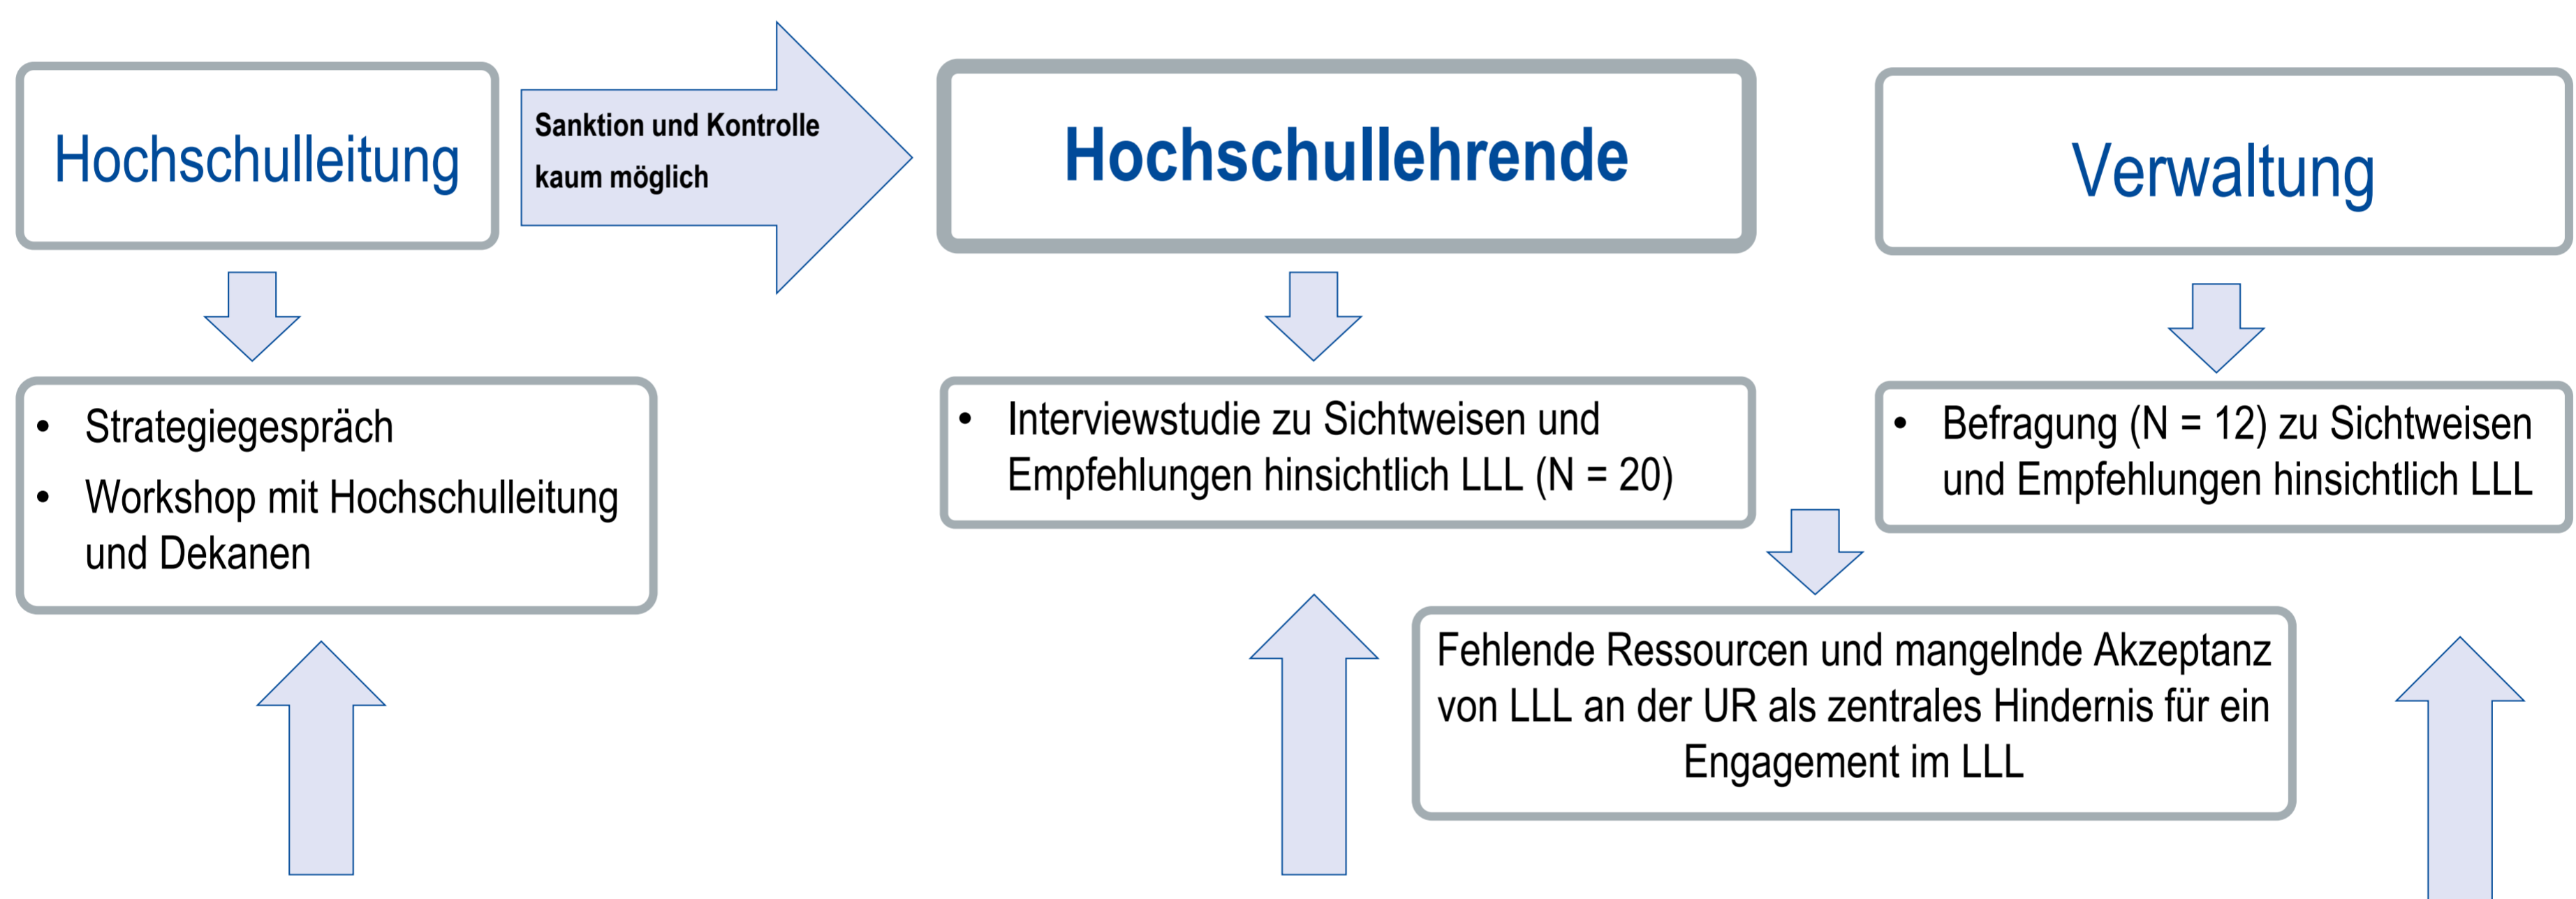 Hochschulleitung
Sanktion und Kontrolle
kaum möglich
Hochschullehrende
Verwaltung
• Strategiegespräch
• Workshop mit Hochschulleitung
und Dekanen
• Interviewstudie zu Sichtweisen und
Empfehlungen hinsichtlich LLL (N = 20)
• Befragung (N = 12) zu Sichtweisen
und Empfehlungen hinsichtlich LLL
Fehlende Ressourcen und mangelnde Akzeptanz
von LLL an der UR als zentrales Hindernis für ein
Engagement im LLL